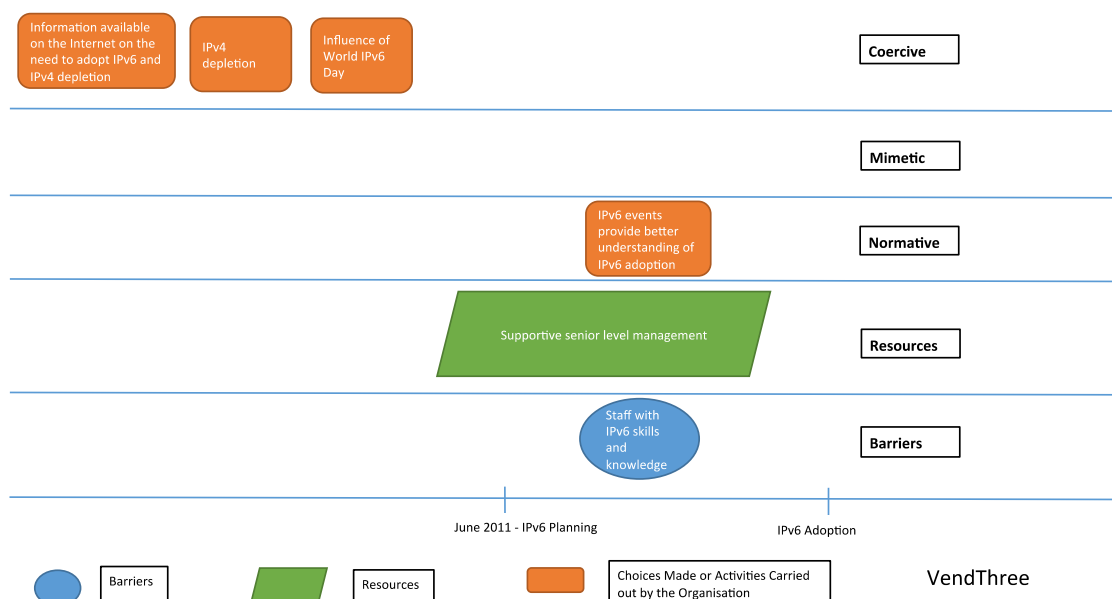 Information available
on the Internet on the
need to adopt IPv6 and
IPv4 depletion
IPv4
depletion
Influence of
World IPv6
Day
Coercive
Mimetic
IPv6 events
provide better
understanding of
IPv6 adoption
Normative
Supportive senior level management
Resources
Staff with
IPv6 skills
and
knowledge
Barriers
June 2011 - IPv6 Planning
IPv6 Adoption
Barriers
Resources
Choices Made or Activities Carried
out by the Organisation
VendThree